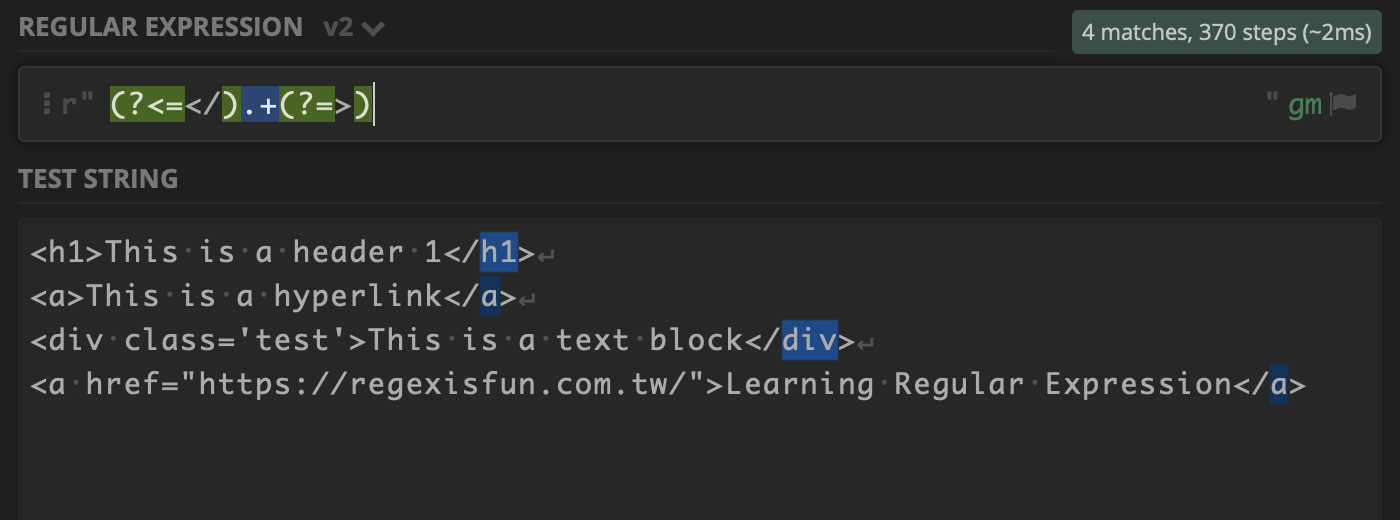 REGULAR EXPRESSION v2
4 matches, 370 steps (~2ms)
r" (?<=</).+(?=>) " gm
TEST STRING
<h1>This·is·a·header·1</h1>↵
<a>This·is·a·hyperlink</a>↵
<div·class='test'>This·is·a·text·block</div>↵
<a·href="https://regexisfun.com.tw/">Learning·Regular·Expression</a>